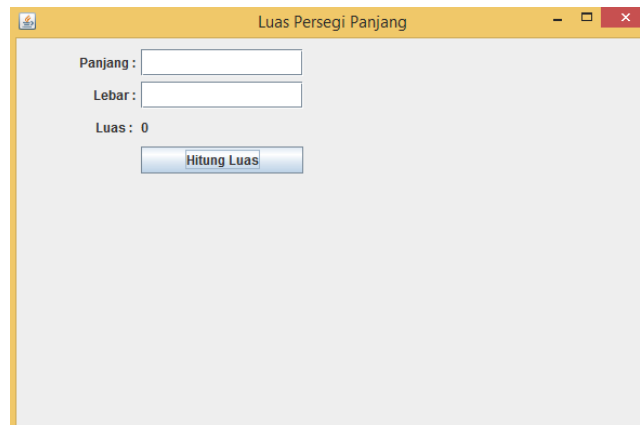 Luas Persegi Panjang
Panjang :
Lebar :
Luas : 0
Hitung Luas